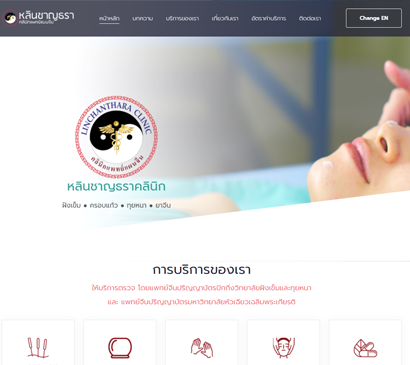 หลินชาญธรา
คลินิกแพทย์แผนจีน
หน้าหลัก บทความ บริการของเรา เกี่ยวกับเรา อัตราค่าบริการ ติดต่อเรา Change EN
LINCHANTHARA CLINIC
คลินิกแพทย์แผนจีน
หลินชาญธราคลินิก
ฝังเข็ม ● ครอบแก้ว ● ทุยหนา ● ยาจีน
การบริการของเรา
ให้บริการตรวจ โดยแพทย์จีนปริญญาบัตรปักกิ่งวิทยาลัยฝังเข็มและทุยหนา
และ แพทย์จีนปริญญาบัตรมหาวิทยาลัยหัวเฉียวเฉลิมพระเกียรติ